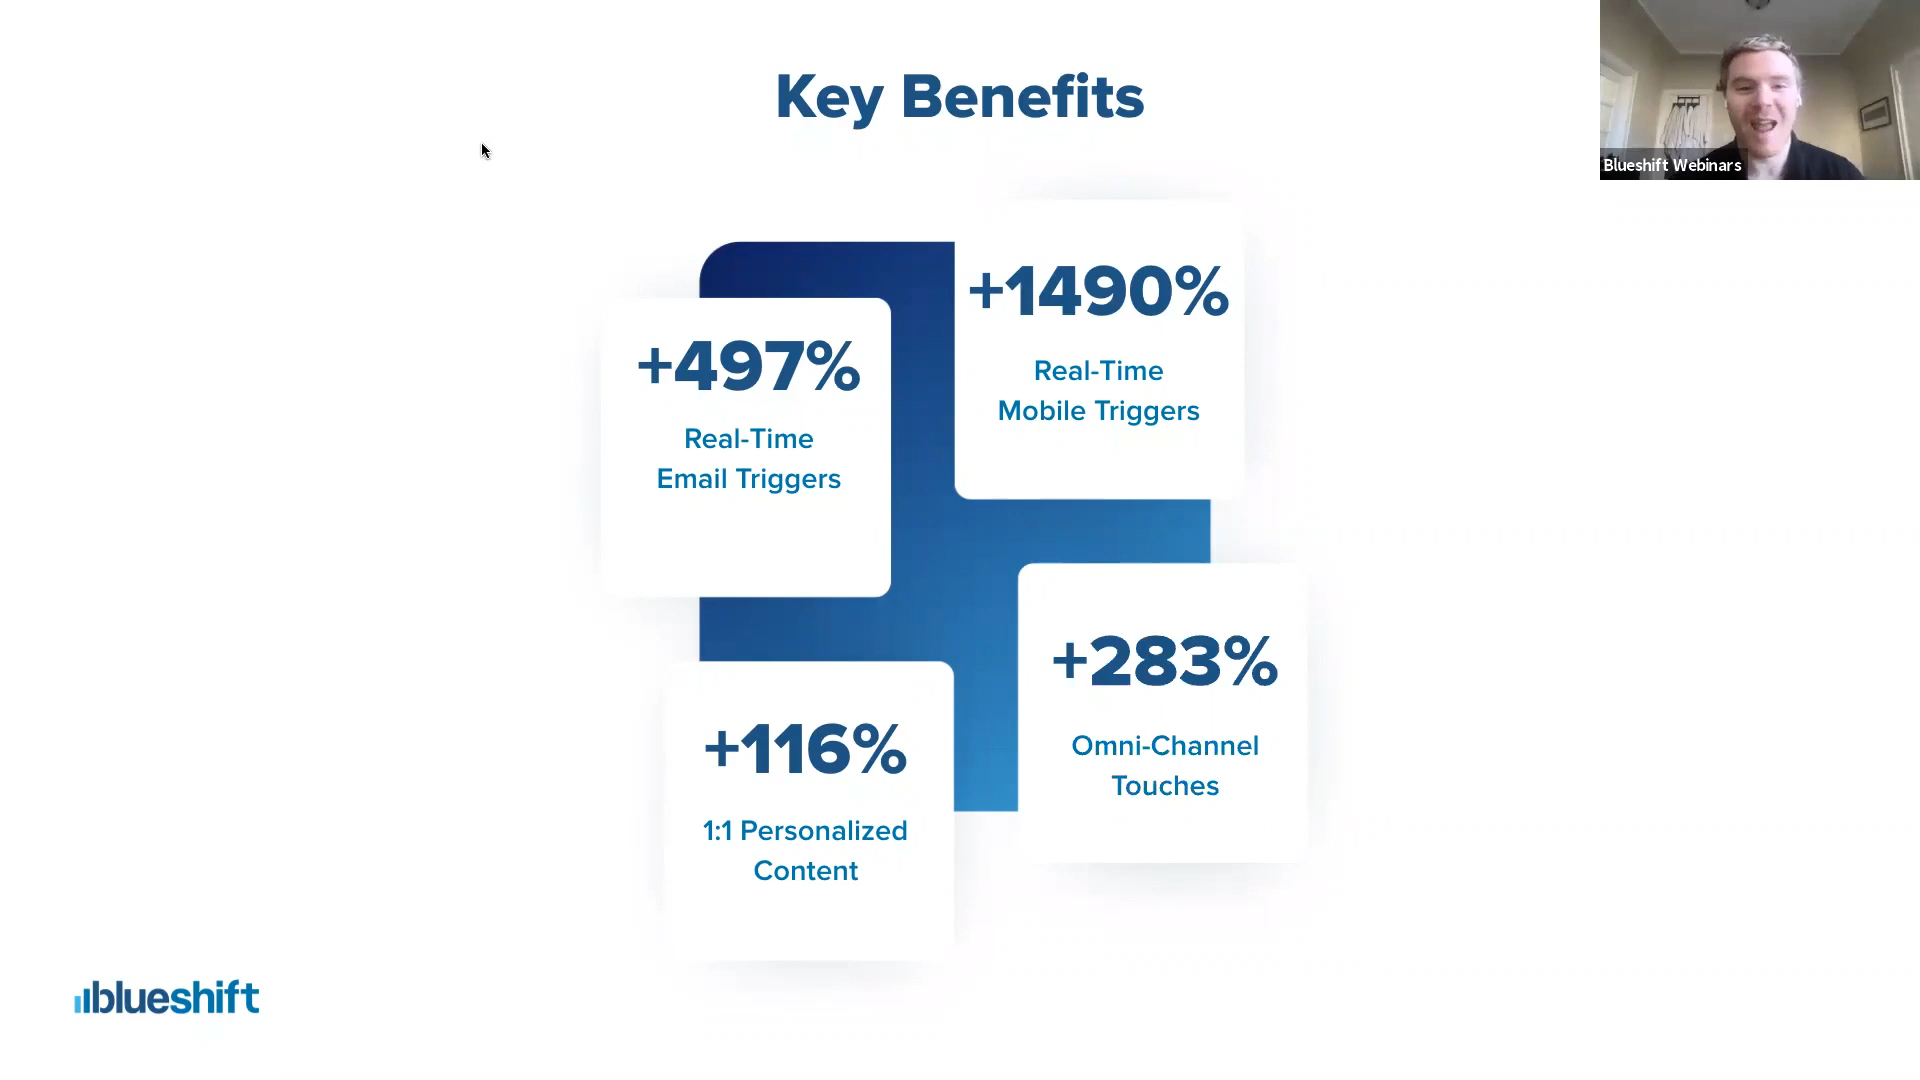 Key Benefits
Blueshift Webinars
+497%
Real-Time
Email Triggers
+1490%
Real-Time
Mobile Triggers
+116%
1:1 Personalized
Content
+283%
Omni-Channel
Touches
blueshift